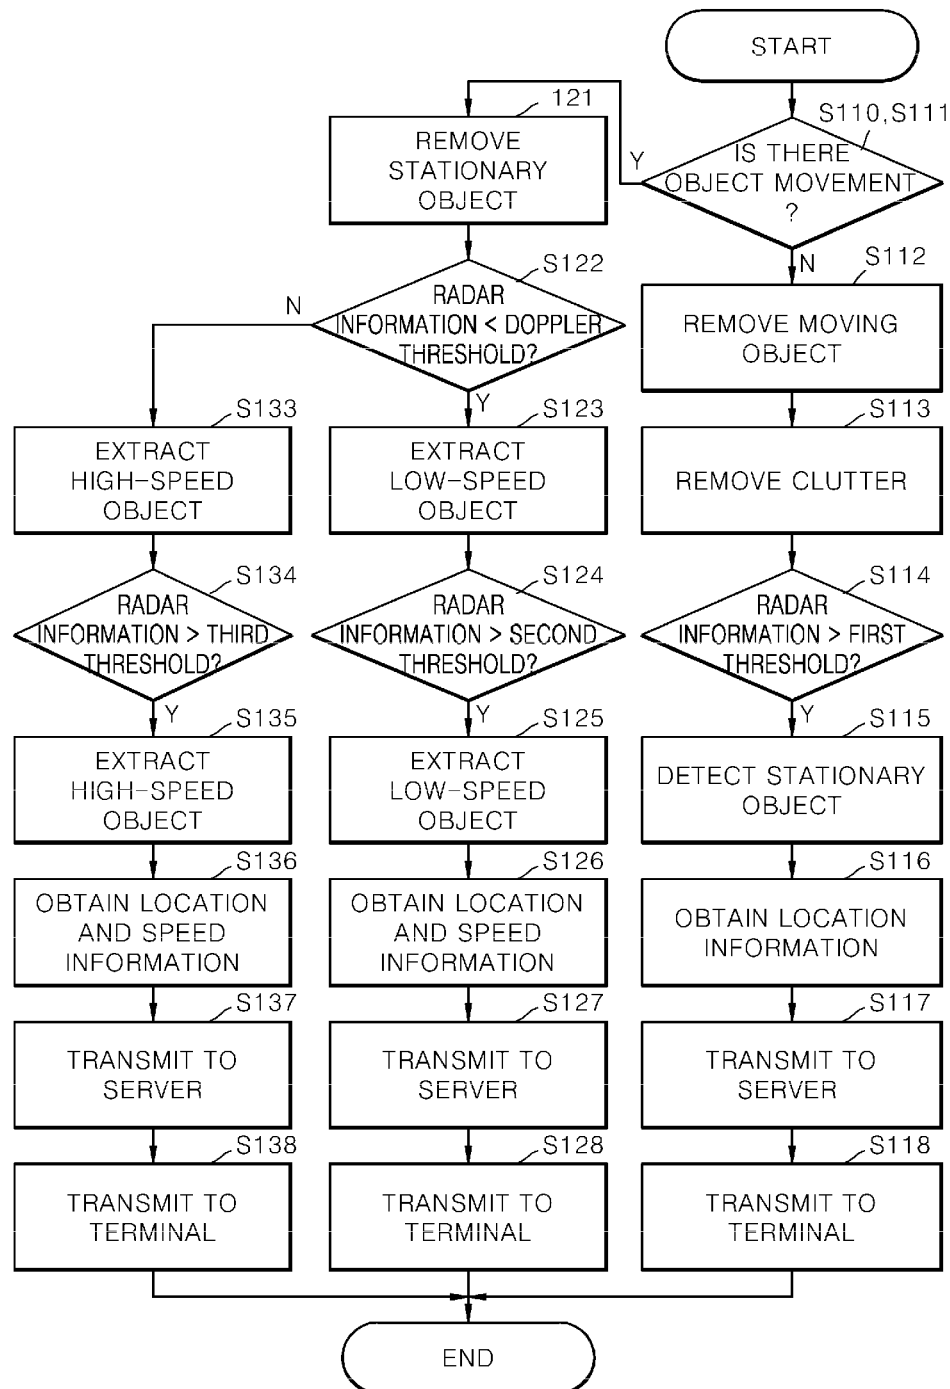 START
S110,S111
IS THERE
OBJECT MOVEMENT
?
Y
N
121
REMOVE
STATIONARY
OBJECT
S122
RADAR
INFORMATION < DOPPLER
THRESHOLD?
N
Y
S112
REMOVE MOVING
OBJECT
S133
EXTRACT
HIGH-SPEED
OBJECT
S123
EXTRACT
LOW-SPEED
OBJECT
S113
REMOVE CLUTTER
S134
RADAR
INFORMATION > THIRD
THRESHOLD?
Y
S124
RADAR
INFORMATION > SECOND
THRESHOLD?
Y
S114
RADAR
INFORMATION > FIRST
THRESHOLD?
Y
S135
EXTRACT
HIGH-SPEED
OBJECT
S125
EXTRACT
LOW-SPEED
OBJECT
S115
DETECT STATIONARY
OBJECT
S136
OBTAIN LOCATION
AND SPEED
INFORMATION
S126
OBTAIN LOCATION
AND SPEED
INFORMATION
S116
OBTAIN LOCATION
INFORMATION
S137
TRANSMIT TO
SERVER
S127
TRANSMIT TO
SERVER
S117
TRANSMIT TO
SERVER
S138
TRANSMIT TO
TERMINAL
S128
TRANSMIT TO
TERMINAL
S118
TRANSMIT TO
TERMINAL
END